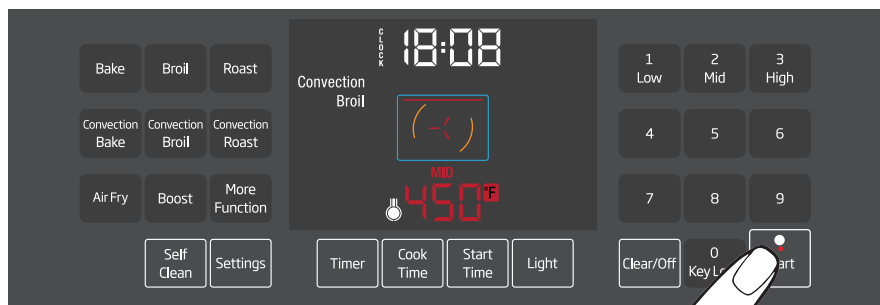 Bake
Broil
Roast
Convection
Bake
Convection
Broil
Convection
Roast
Air Fry
Boost
More
Function
Self
Clean
Settings
CLOCK
18:08
Convection
Broil
MID
450°F
Timer
Cook
Time
Start
Time
Light
1
Low
2
Mid
3
High
4
5
6
7
8
9
Clear/Off
0
Key